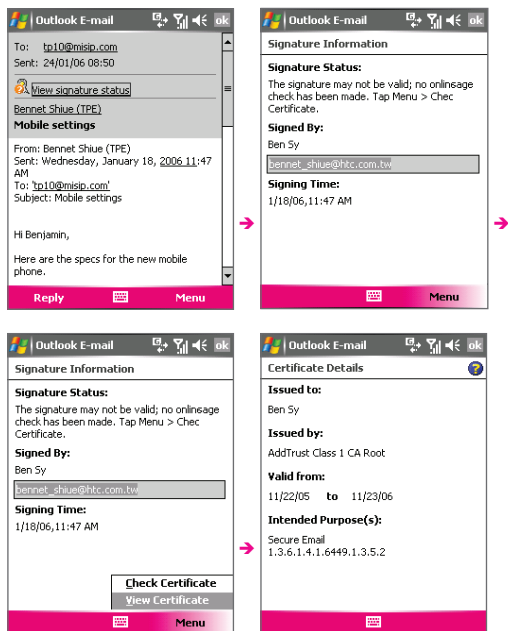 Outlook E-mail
ok
To: tp10@misip.com
Sent: 24/01/06 08:50
View signature status
Bennet Shiue (TPE)
Mobile settings
From: Bennet Shiue (TPE)
Sent: Wednesday, January 18, 2006 11:47
AM
To: 'tp10@misip.com'
Subject: Mobile settings
Hi Benjamin,
Here are the specs for the new mobile
phone.
Reply
Menu
Outlook E-mail
ok
Signature Information
Signature Status:
The signature may not be valid; no onlinsage
check has been made. Tap Menu > Chec
Certificate.
Signed By:
Ben Sy
bennet_shiue@htc.com.tw
Signing Time:
1/18/06,11:47 AM
Menu
Outlook E-mail
ok
Signature Information
Signature Status:
The signature may not be valid; no onlinsage
check has been made. Tap Menu > Chec
Certificate.
Signed By:
Ben Sy
bennet_shiue@htc.com.tw
Signing Time:
1/18/06,11:47 AM
Check Certificate
View Certificate
Menu
Outlook E-mail
ok
Certificate Details
Issued to:
Ben Sy
Issued by:
AddTrust Class 1 CA Root
Valid from:
11/22/05 to 11/23/06
Intended Purpose(s):
Secure Email
1.3.6.1.4.1.6449.1.3.5.2